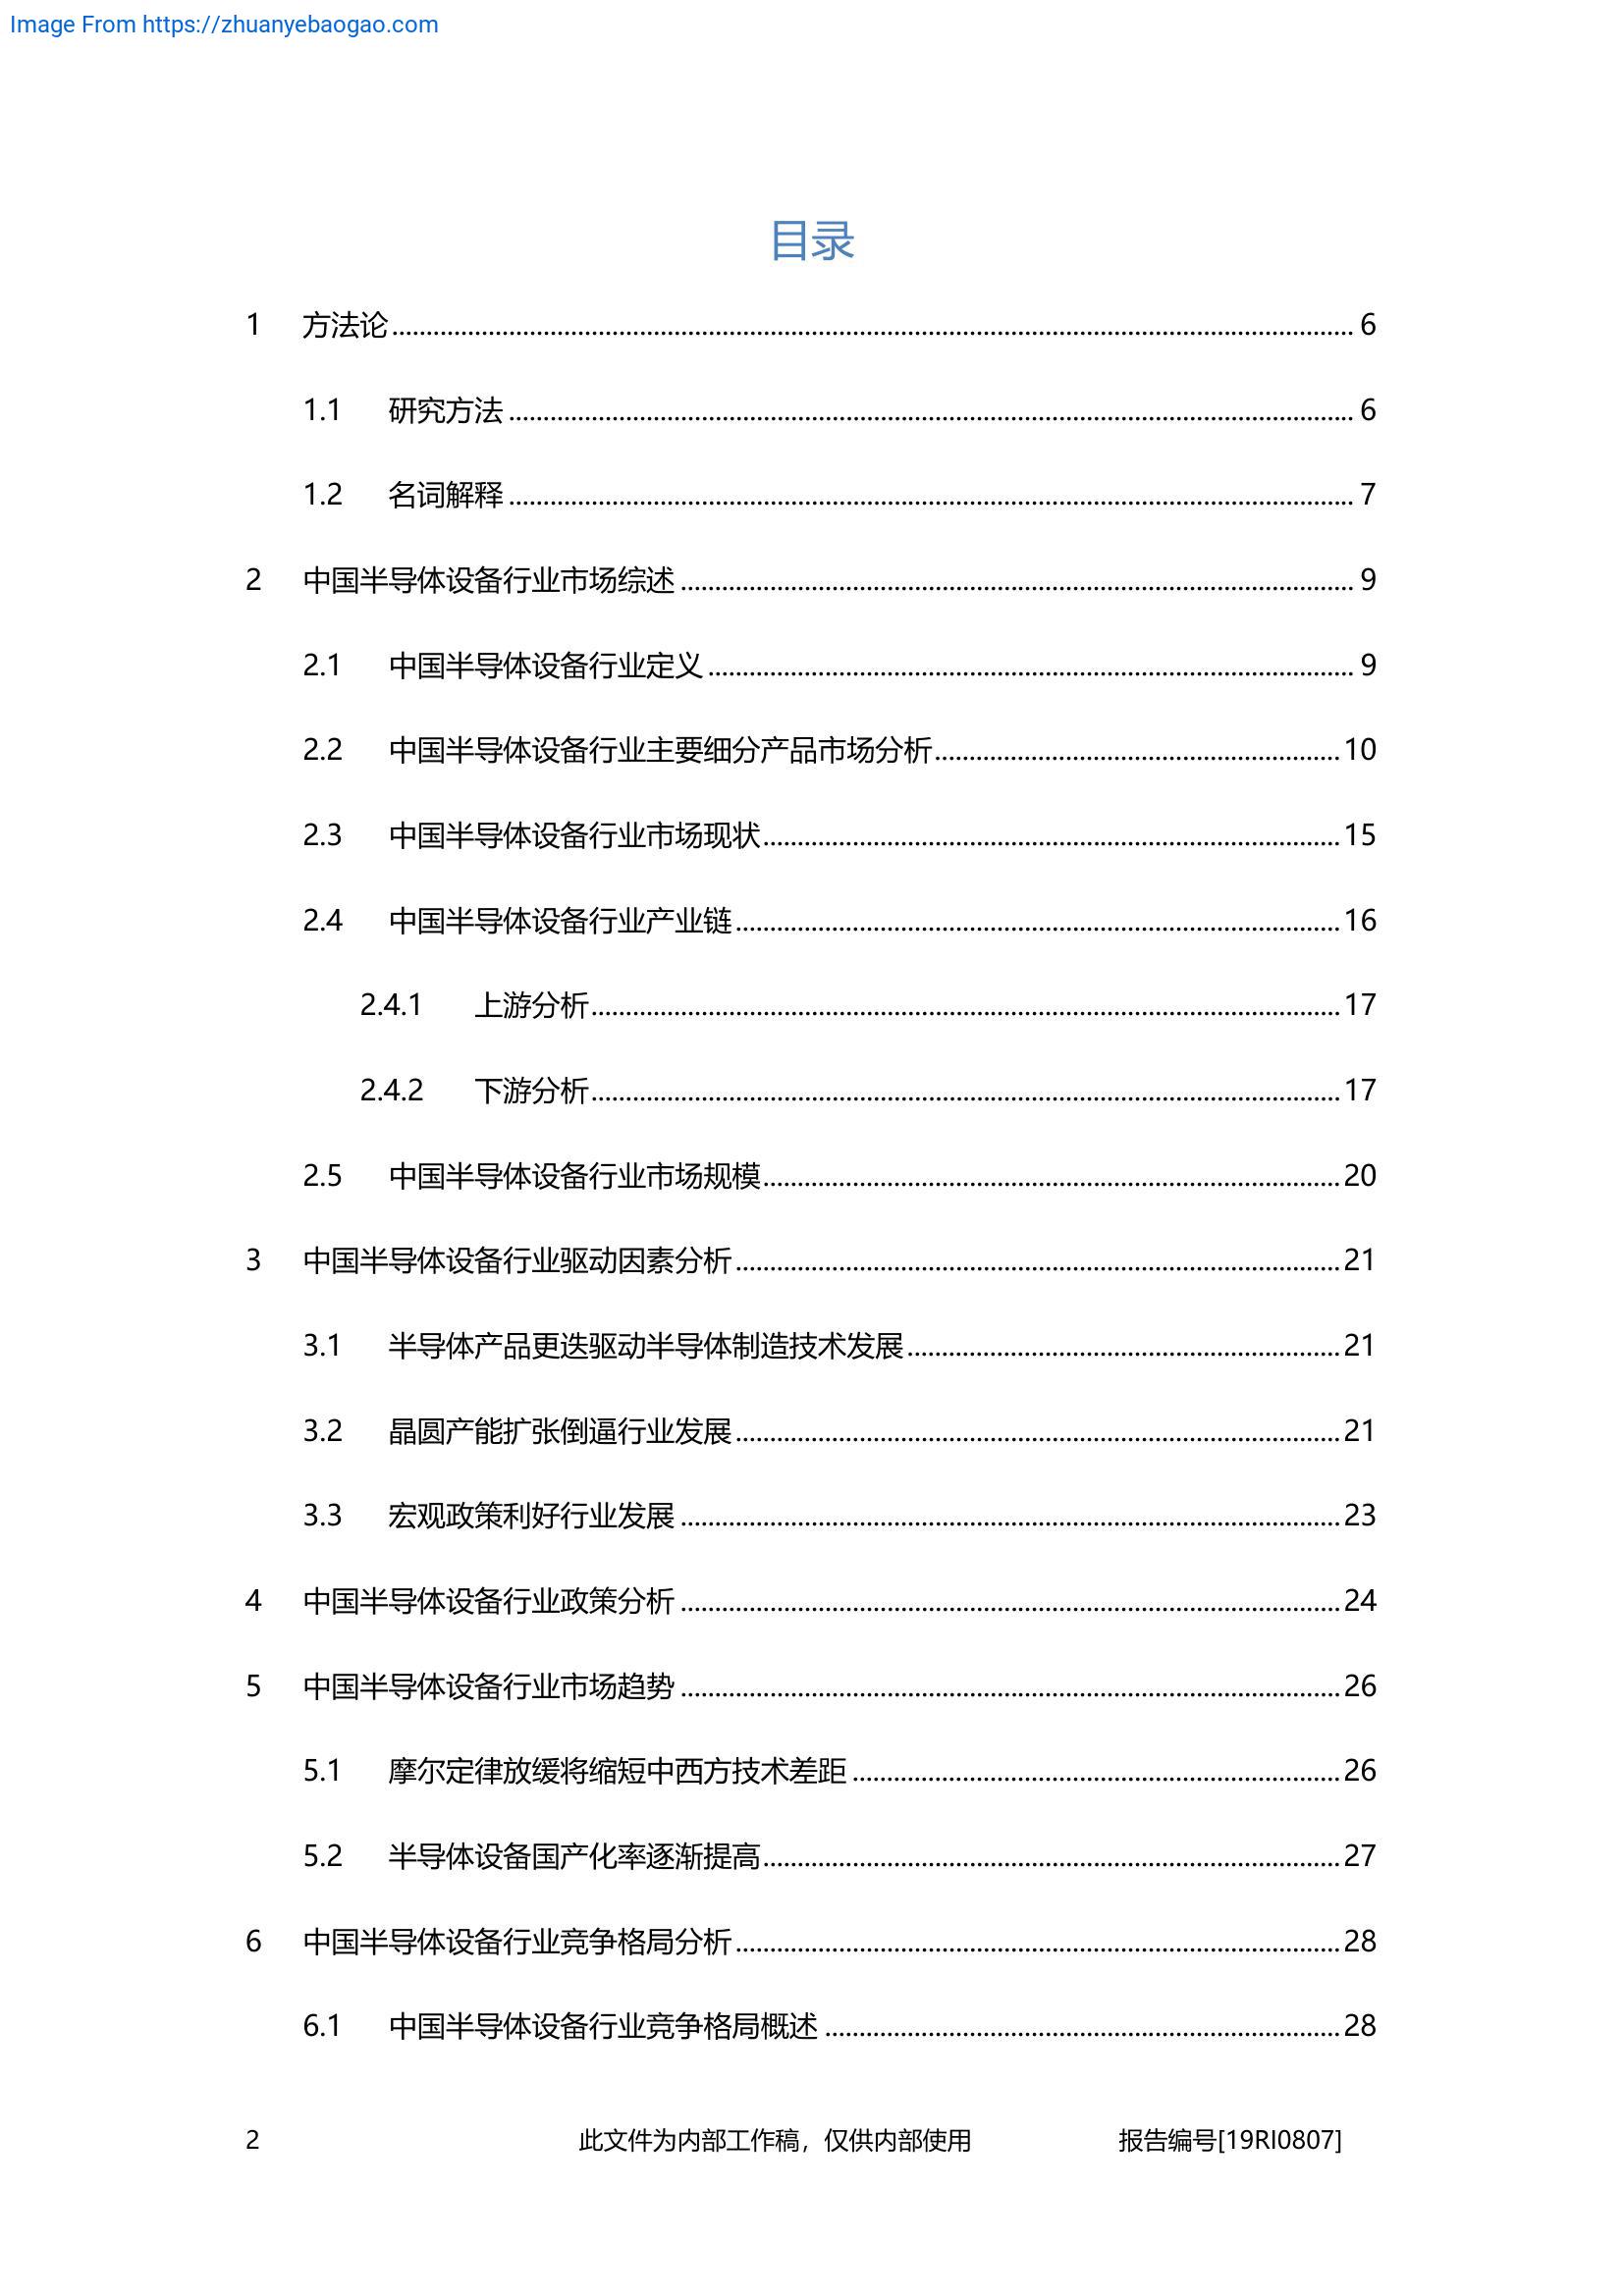 Image From https://zhuanyebaogao.com
目录
1 方法论 6
1.1 研究方法 6
1.2 名词解释 7
2 中国半导体设备行业市场综述 9
2.1 中国半导体设备行业定义 9
2.2 中国半导体设备行业主要细分产品市场分析 10
2.3 中国半导体设备行业市场现状 15
2.4 中国半导体设备行业产业链 16
2.4.1 上游分析 17
2.4.2 下游分析 17
2.5 中国半导体设备行业市场规模 20
3 中国半导体设备行业驱动因素分析 21
3.1 半导体产品更迭驱动半导体制造技术发展 21
3.2 晶圆产能扩张倒逼行业发展 21
3.3 宏观政策利好行业发展 23
4 中国半导体设备行业政策分析 24
5 中国半导体设备行业市场趋势 26
5.1 摩尔定律放缓将缩短中西方技术差距 26
5.2 半导体设备国产化率逐渐提高 27
6 中国半导体设备行业竞争格局分析 28
6.1 中国半导体设备行业竞争格局概述 28
2 此文件为内部工作稿，仅供内部使用 报告编号[19RI0807]